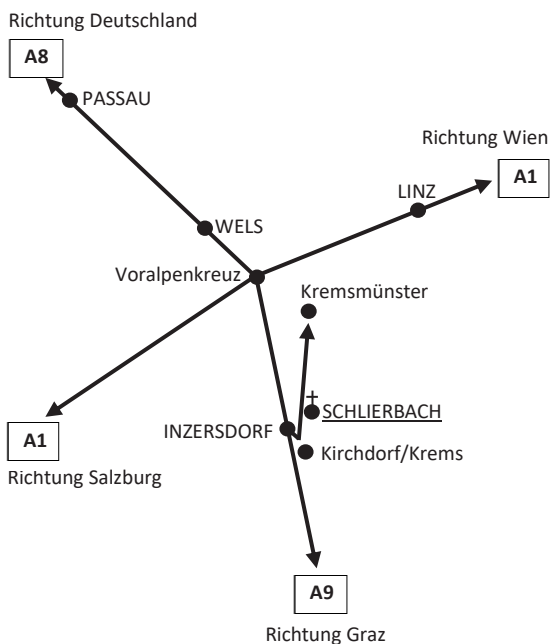 Richtung Deutschland
A8
PASSAU
Richtung Wien
A1
LINZ
WELS
Voralpenkreuz
Kremsmünster
SCHLIERBACH
INZERSDORF
A1
Kirchdorf/Krems
Richtung Salzburg
A9
Richtung Graz